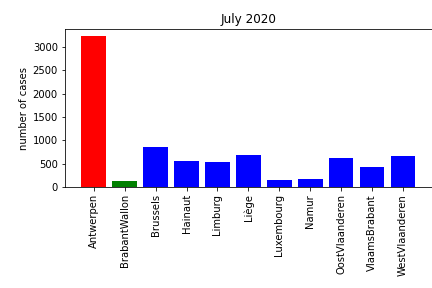 July 2020
number of cases
3000
2500
2000
1500
1000
500
0
Antwerpen
BrabantWallon
Brussels
Hainaut
Limburg
Liège
Luxembourg
Namur
OostVlaanderen
VlaamsBrabant
WestVlaanderen